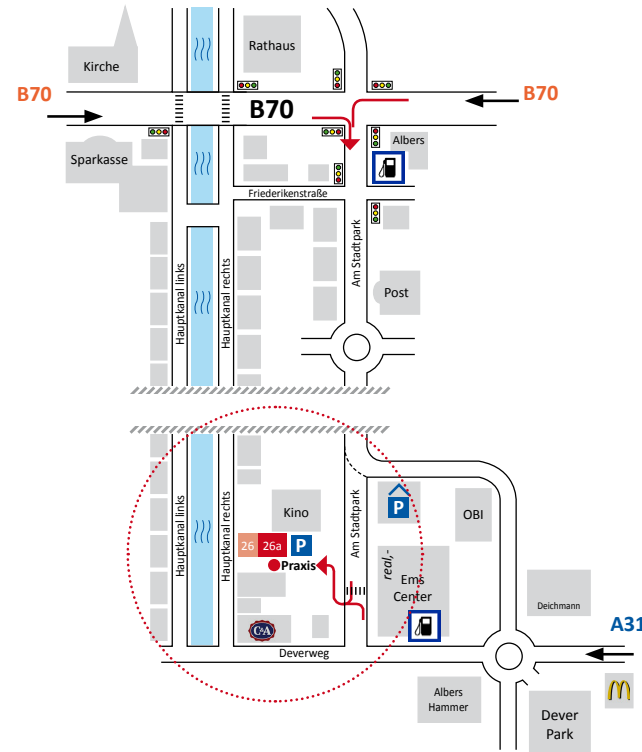 Kirche
Rathaus
B70
B70
B70
Sparkasse
Albers
Friederikenstraße
Hauptkanal links
Hauptkanal rechts
Am Stadtpark
Post
Hauptkanal links
Hauptkanal rechts
Am Stadtpark
Kino
P
OBI
26
26a
P
real,-
Praxis
Ems
Center
Deichmann
C&A
A31
Deverweg
Albers
Hammer
Dever
Park
M